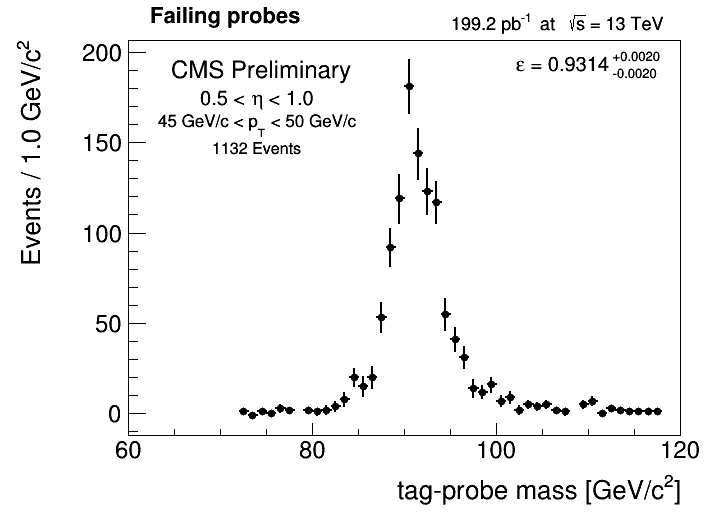 Failing probes
199.2 pb⁻¹ at √s = 13 TeV
CMS Preliminary
ε = 0.9314 +0.0020 -0.0020
0.5 < η < 1.0
45 GeV/c < p_T < 50 GeV/c
1132 Events
Events / 1.0 GeV/c²
200
150
100
50
0
60 80 100 120
tag-probe mass [GeV/c²]